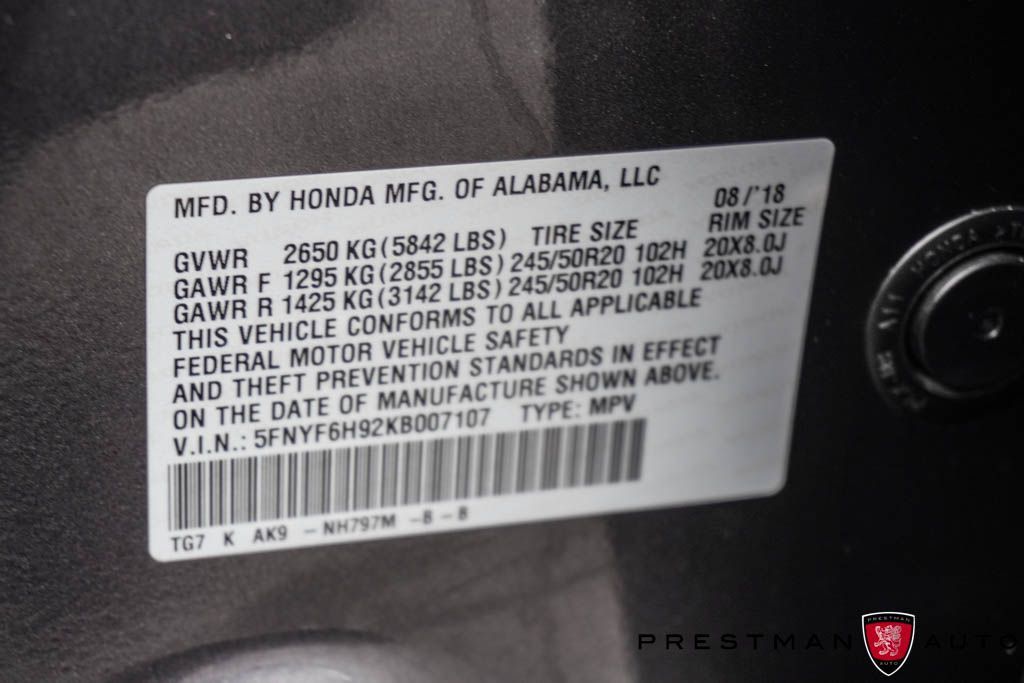 MFD. BY HONDA MFG. OF ALABAMA, LLC 08/'18
GVWR 2650 KG (5842 LBS) TIRE SIZE RIM SIZE
GAWR F 1295 KG (2855 LBS) 245/50R20 102H 20X8.0J
GAWR R 1425 KG (3142 LBS) 245/50R20 102H 20X8.0J
THIS VEHICLE CONFORMS TO ALL APPLICABLE
FEDERAL MOTOR VEHICLE SAFETY
AND THEFT PREVENTION STANDARDS IN EFFECT
ON THE DATE OF MANUFACTURE SHOWN ABOVE.
V.I.N.: 5FNYF6H92KB007107 TYPE: MPV
TG7 K AK9 -NH797M -B - B
HONDA
PRESTMAN AUTO
PRESTMAN
AUTO